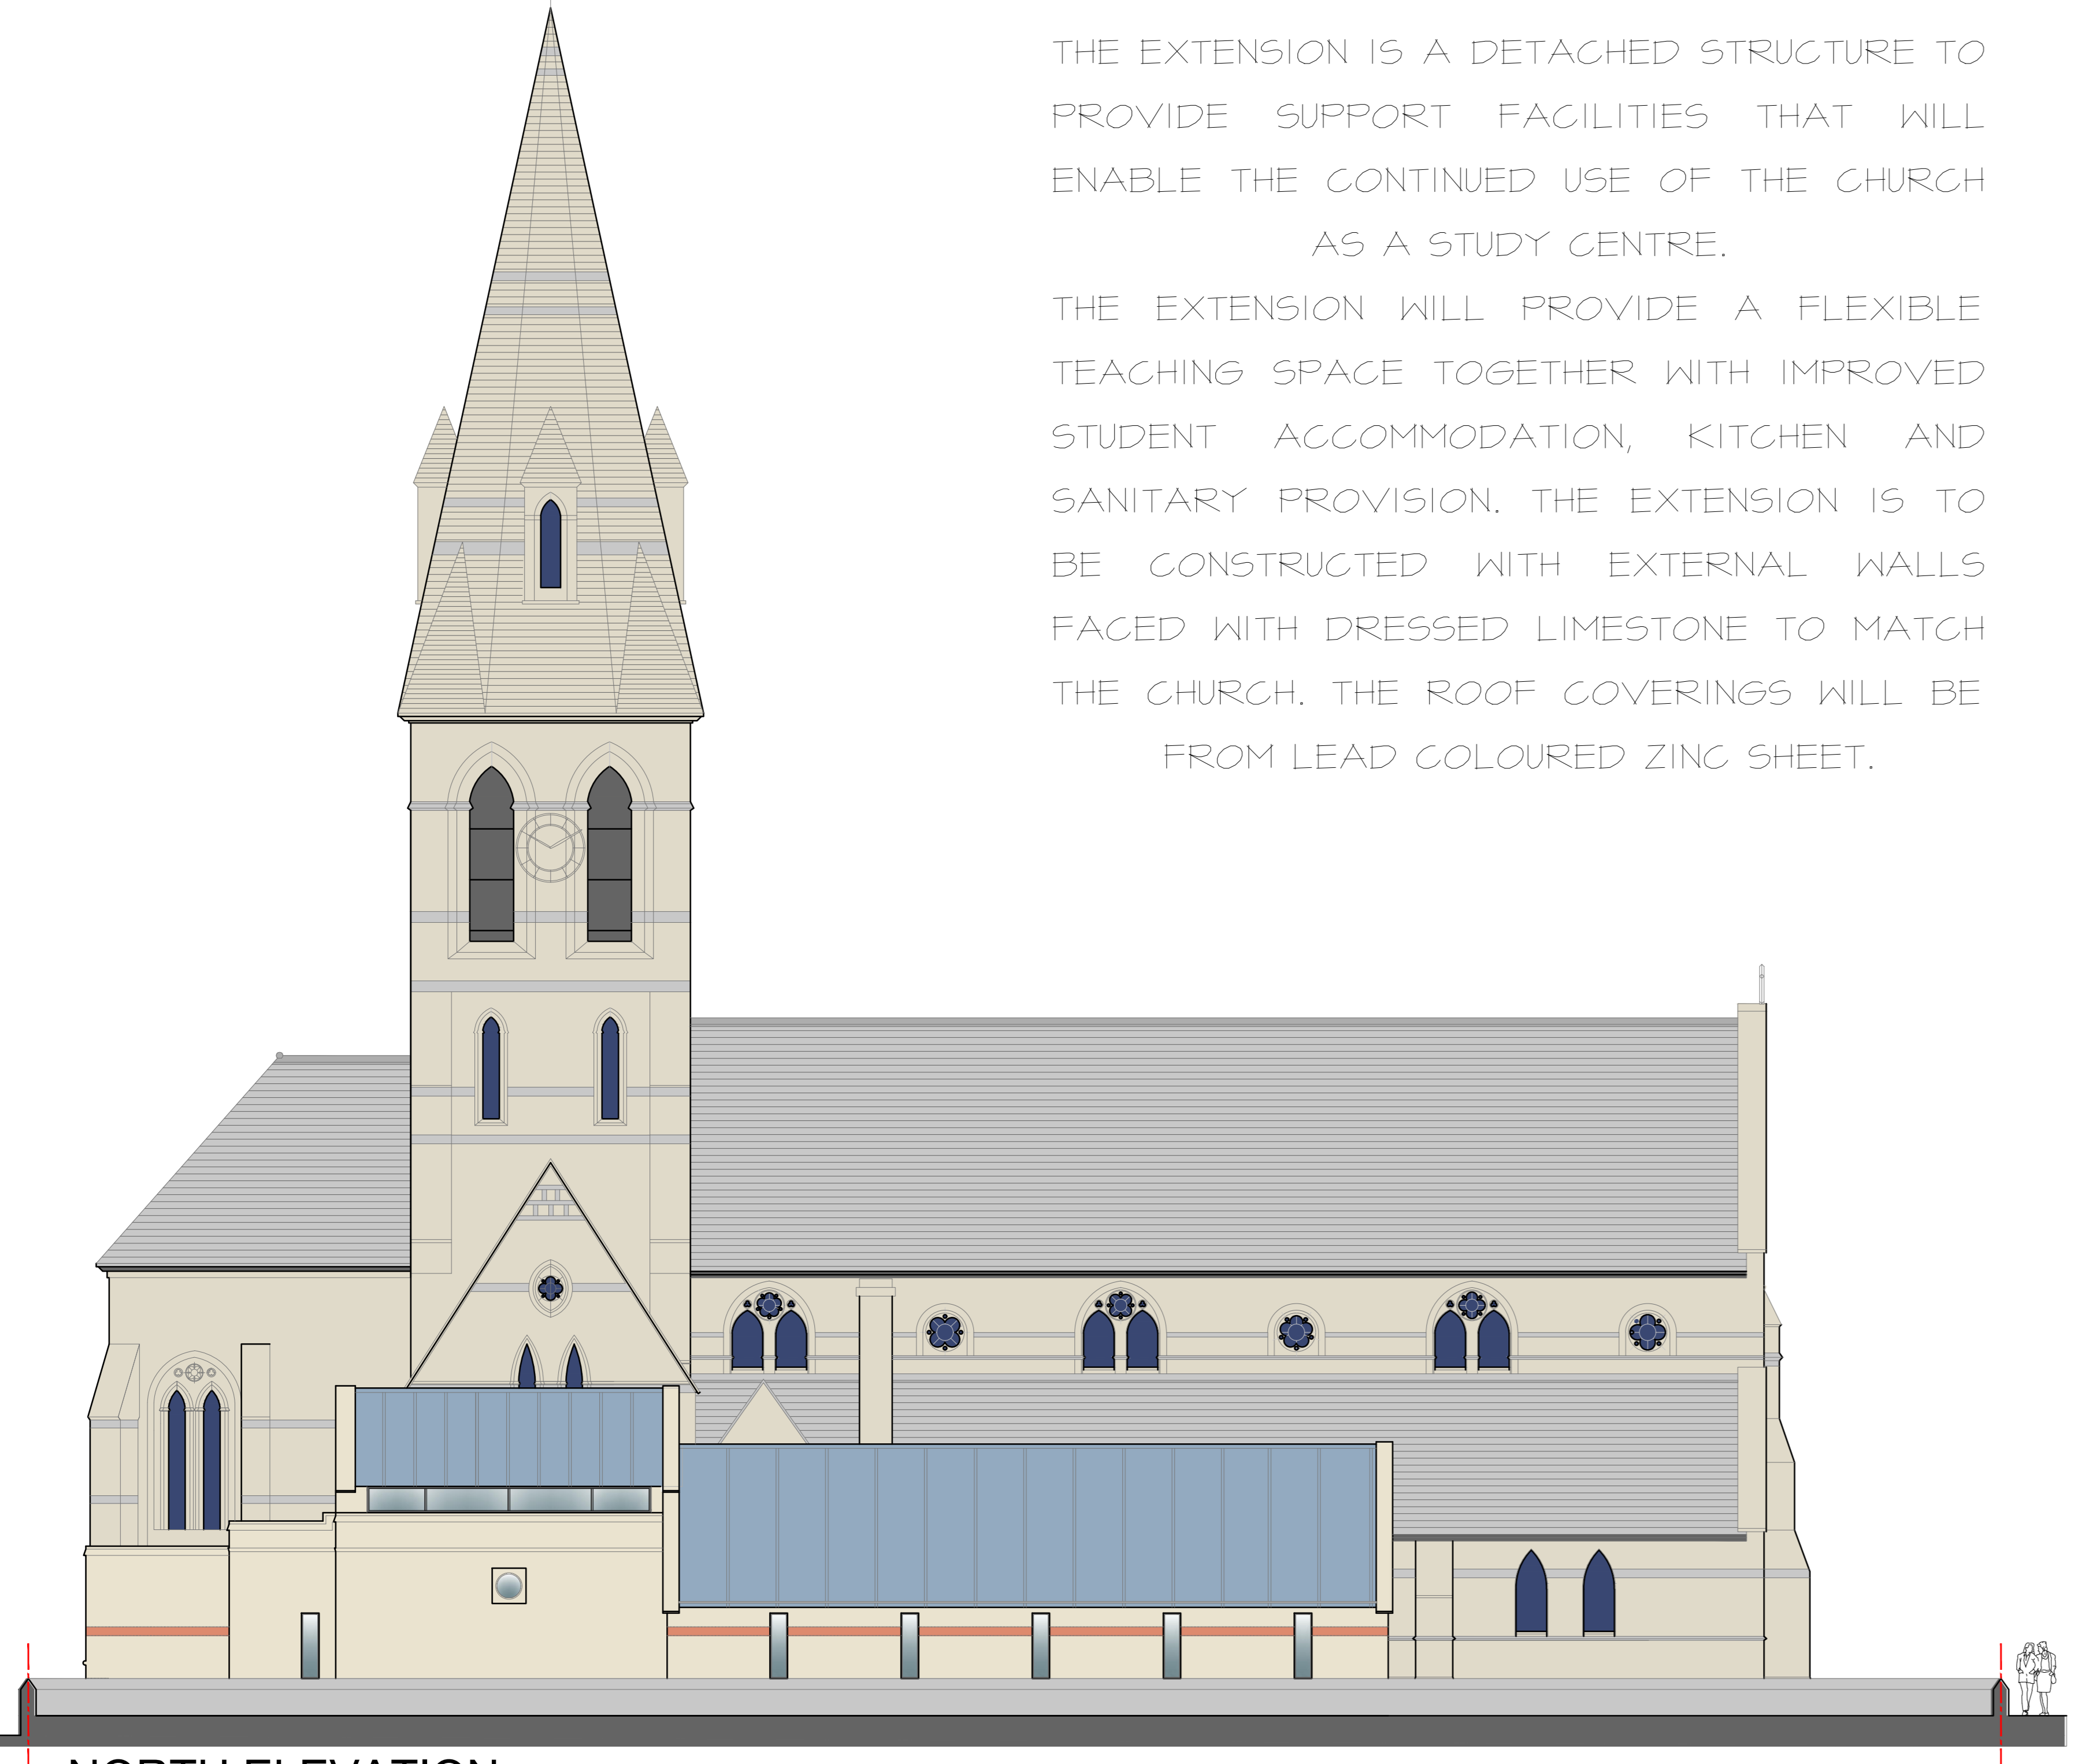 THE EXTENSION IS A DETACHED STRUCTURE TO
PROVIDE SUPPORT FACILITIES THAT WILL
ENABLE THE CONTINUED USE OF THE CHURCH
AS A STUDY CENTRE.
THE EXTENSION WILL PROVIDE A FLEXIBLE
TEACHING SPACE TOGETHER WITH IMPROVED
STUDENT ACCOMMODATION, KITCHEN AND
SANITARY PROVISION. THE EXTENSION IS TO
BE CONSTRUCTED WITH EXTERNAL WALLS
FACED WITH DRESSED LIMESTONE TO MATCH
THE CHURCH. THE ROOF COVERINGS WILL BE
FROM LEAD COLOURED ZINC SHEET.
NORTH ELEVATION